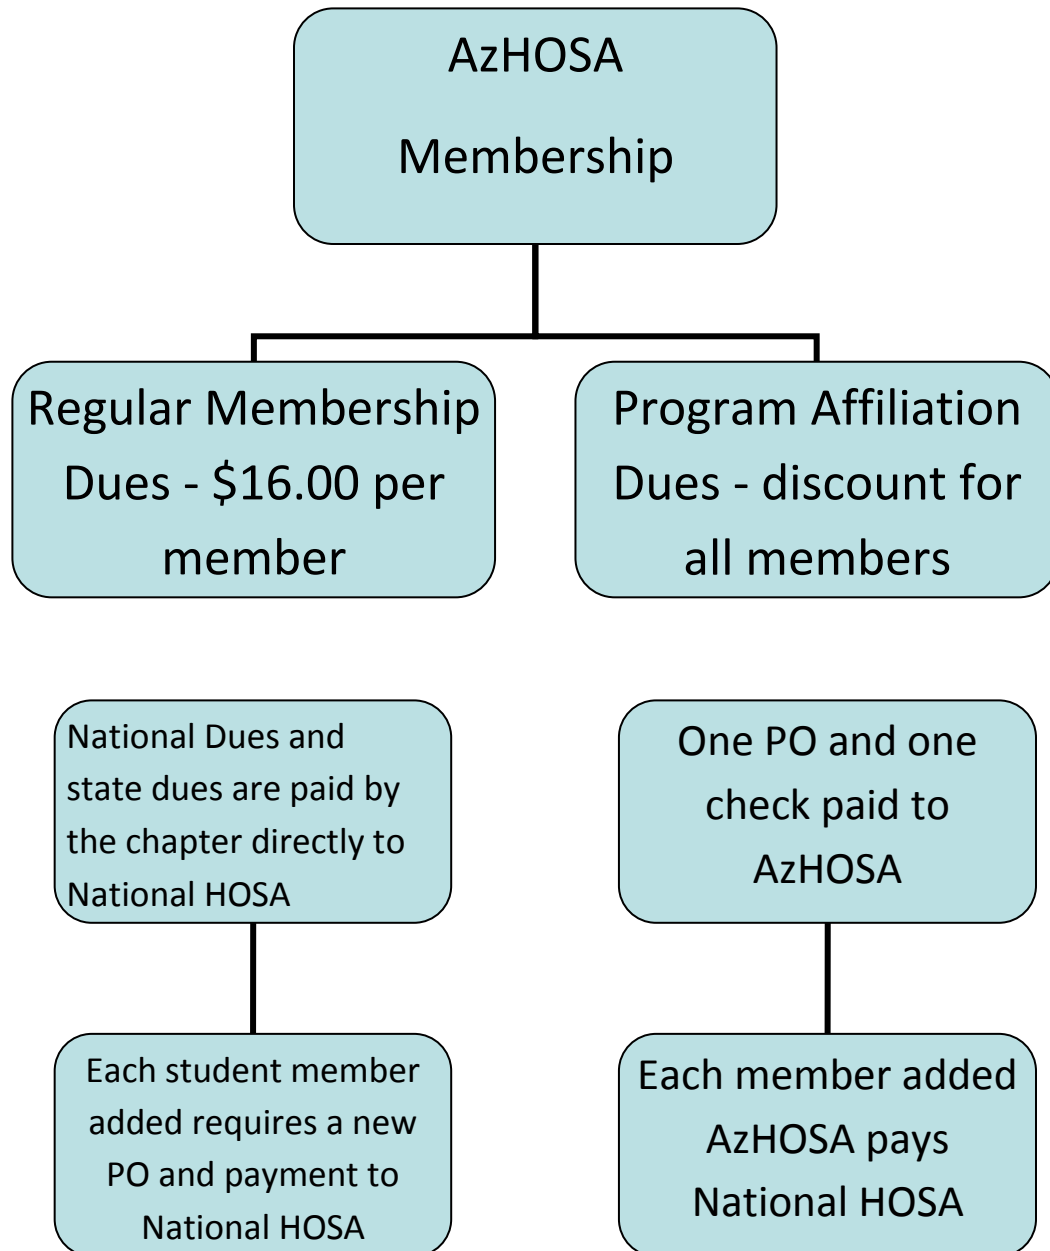 AzHOSA
Membership
Regular Membership
Dues - $16.00 per
member
Program Affiliation
Dues - discount for
all members
National Dues and
state dues are paid by
the chapter directly to
National HOSA
One PO and one
check paid to
AzHOSA
Each student member
added requires a new
PO and payment to
National HOSA
Each member added
AzHOSA pays
National HOSA